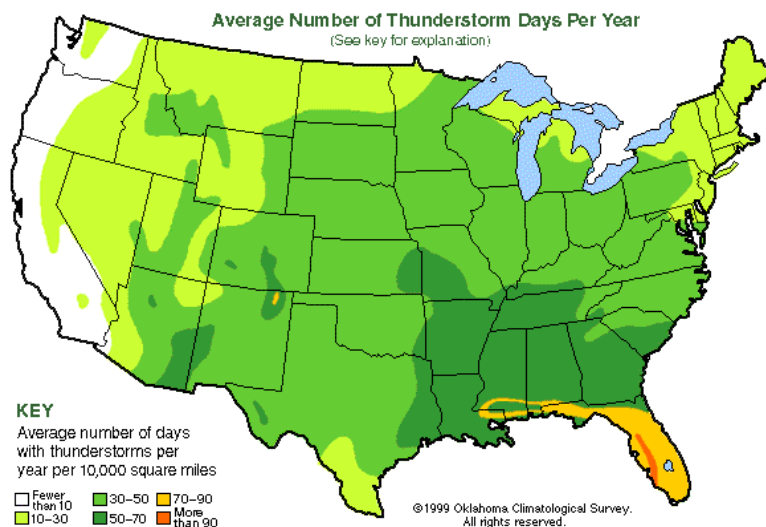 Average Number of Thunderstorm Days Per Year
(See key for explanation)
KEY
Average number of days
with thunderstorms per
year per 10,000 square miles
Fewer
than 10
10–30
30–50
50–70
70–90
More
than 90
©1999 Oklahoma Climatological Survey.
All rights reserved.